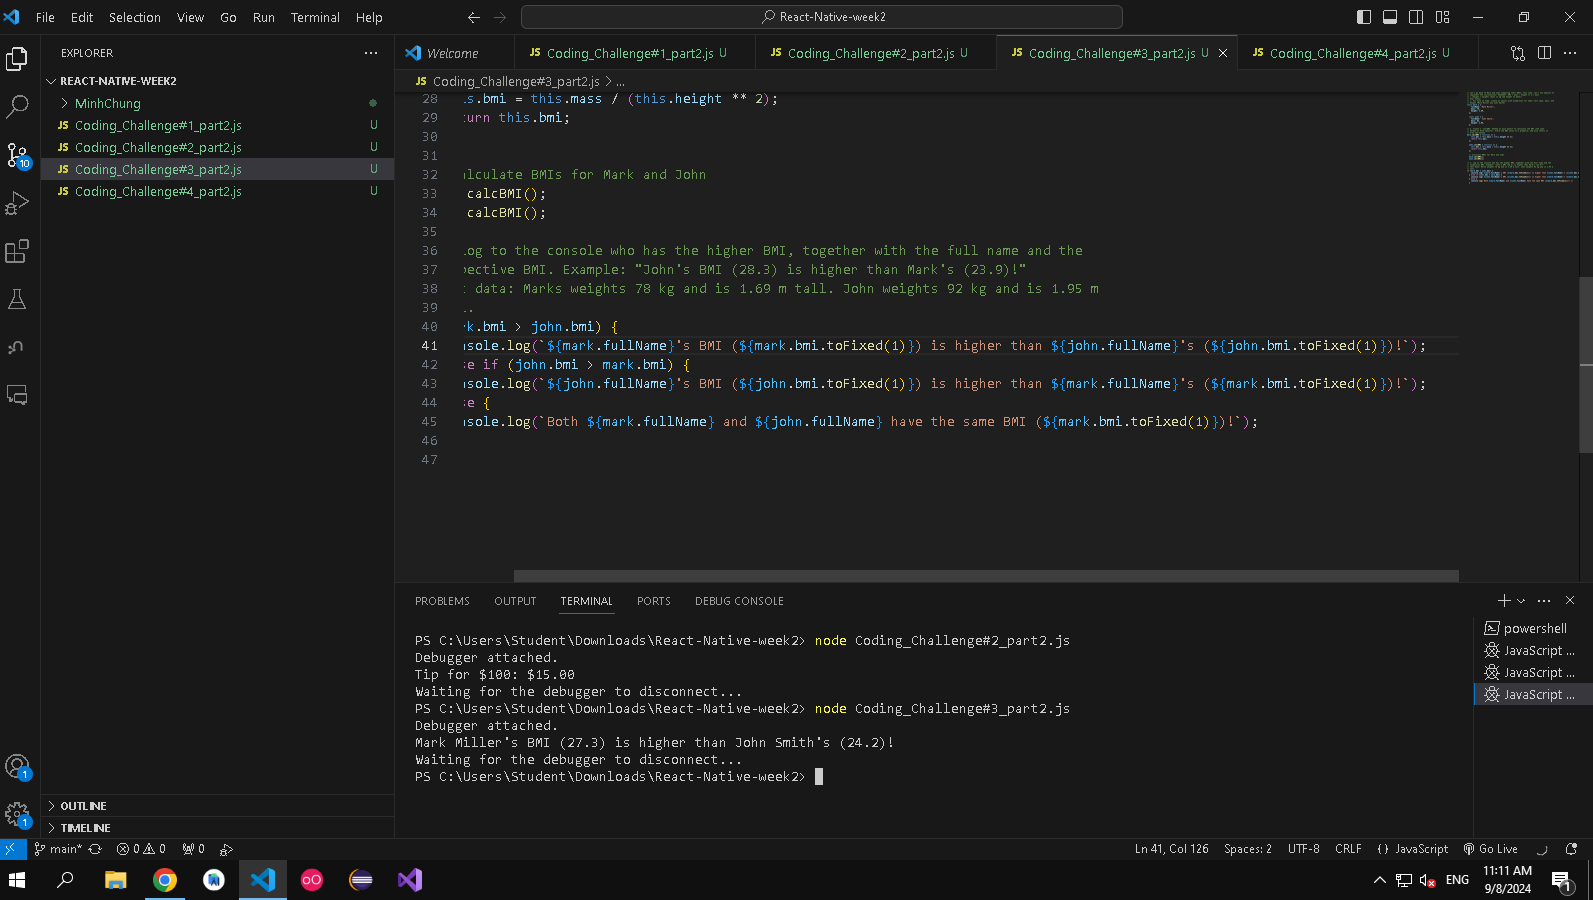 File Edit Selection View Go Run Terminal Help
React-Native-week2
EXPLORER
REACT-NATIVE-WEEK2
MinhChung
JS Coding_Challenge#1_part2.js U
JS Coding_Challenge#2_part2.js U
JS Coding_Challenge#3_part2.js U
JS Coding_Challenge#4_part2.js U
10
OUTLINE
TIMELINE
1
1
Welcome JS Coding_Challenge#1_part2.js U JS Coding_Challenge#2_part2.js U JS Coding_Challenge#3_part2.js U JS Coding_Challenge#4_part2.js U
JS Coding_Challenge#3_part2.js > ...
28 s.bmi = this.mass / (this.height ** 2);
29 urn this.bmi;
30
31
32 lculate BMIs for Mark and John
33 calcBMI();
34 calcBMI();
35
36 og to the console who has the higher BMI, together with the full name and the
37 pective BMI. Example: "John's BMI (28.3) is higher than Mark's (23.9)!"
38 t data: Marks weights 78 kg and is 1.69 m tall. John weights 92 kg and is 1.95 m
39 ..
40 k.bmi > john.bmi) {
41 nsole.log(`${mark.fullName}'s BMI (${mark.bmi.toFixed(1)}) is higher than ${john.fullName}'s (${john.bmi.toFixed(1)})!`);
42 se if (john.bmi > mark.bmi) {
43 nsole.log(`${john.fullName}'s BMI (${john.bmi.toFixed(1)}) is higher than ${mark.fullName}'s (${mark.bmi.toFixed(1)})!`);
44 se {
45 nsole.log(`Both ${mark.fullName} and ${john.fullName} have the same BMI (${mark.bmi.toFixed(1)})!`);
46
47
PROBLEMS OUTPUT TERMINAL PORTS DEBUG CONSOLE
PS C:\Users\Student\Downloads\React-Native-week2> node Coding_Challenge#2_part2.js
Debugger attached.
Tip for $100: $15.00
Waiting for the debugger to disconnect...
PS C:\Users\Student\Downloads\React-Native-week2> node Coding_Challenge#3_part2.js
Debugger attached.
Mark Miller's BMI (27.3) is higher than John Smith's (24.2)!
Waiting for the debugger to disconnect...
PS C:\Users\Student\Downloads\React-Native-week2>
powershell
JavaScript ...
JavaScript ...
JavaScript ...
main* 0 0 0 Ln 41, Col 126 Spaces: 2 UTF-8 CRLF {} JavaScript Go Live
ENG
11:11 AM
9/8/2024
1